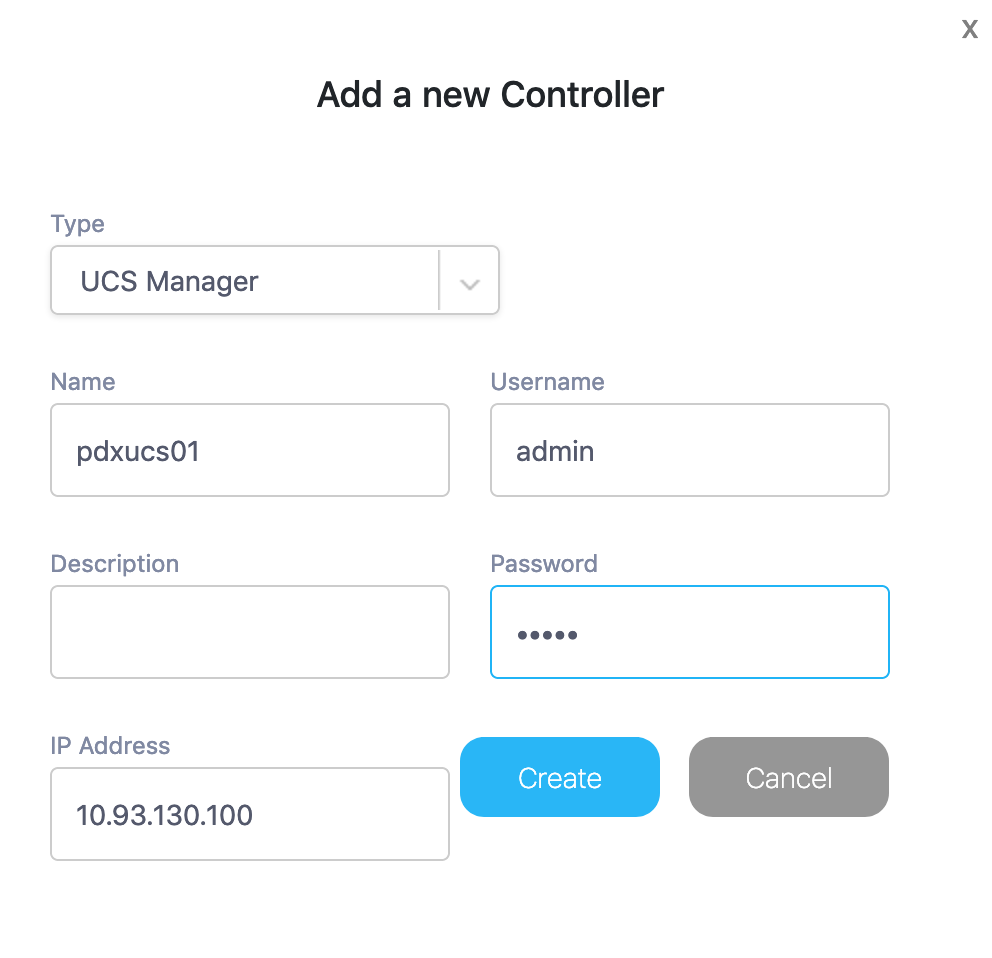 X
Add a new Controller
Type
UCS Manager
Name
Username
pdxucs01
admin
Description
Password
•••••
IP Address
10.93.130.100
Create
Cancel